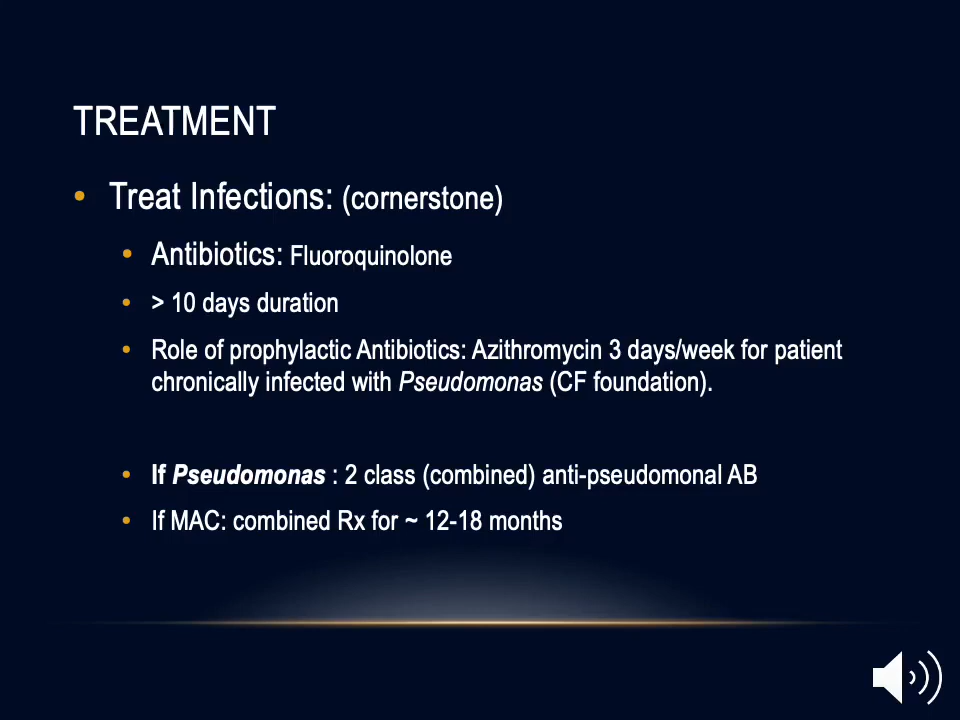 TREATMENT
• Treat Infections: (cornerstone)
• Antibiotics: Fluoroquinolone
• > 10 days duration
• Role of prophylactic Antibiotics: Azithromycin 3 days/week for patient
chronically infected with Pseudomonas (CF foundation).
• If Pseudomonas : 2 class (combined) anti-pseudomonal AB
• If MAC: combined Rx for ~ 12-18 months